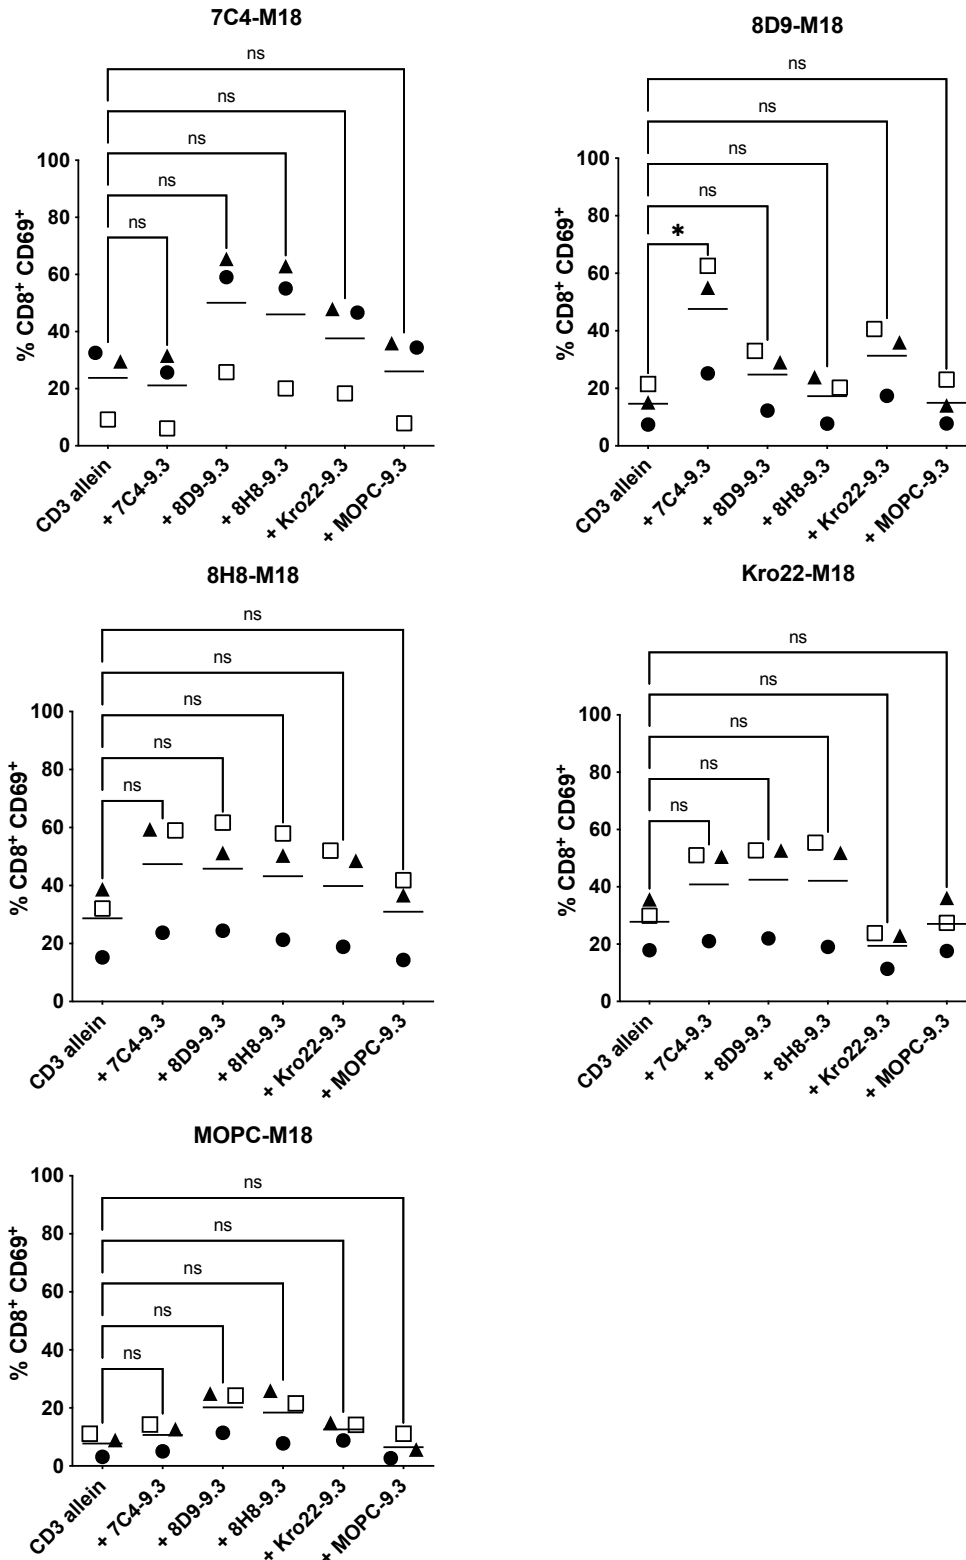 7C4-M18
ns
ns
ns
ns
ns
% CD8⁺ CD69⁺
100
80
60
40
20
0
CD3 allein
+ 7C4-9.3
+ 8D9-9.3
+ 8H8-9.3
+ Kro22-9.3
+ MOPC-9.3
8D9-M18
ns
ns
ns
ns
*
% CD8⁺ CD69⁺
100
80
60
40
20
0
CD3 allein
+ 7C4-9.3
+ 8D9-9.3
+ 8H8-9.3
+ Kro22-9.3
+ MOPC-9.3
8H8-M18
ns
ns
ns
ns
ns
% CD8⁺ CD69⁺
100
80
60
40
20
0
CD3 allein
+ 7C4-9.3
+ 8D9-9.3
+ 8H8-9.3
+ Kro22-9.3
+ MOPC-9.3
Kro22-M18
ns
ns
ns
ns
ns
% CD8⁺ CD69⁺
100
80
60
40
20
0
CD3 allein
+ 7C4-9.3
+ 8D9-9.3
+ 8H8-9.3
+ Kro22-9.3
+ MOPC-9.3
MOPC-M18
ns
ns
ns
ns
ns
% CD8⁺ CD69⁺
100
80
60
40
20
0
CD3 allein
+ 7C4-9.3
+ 8D9-9.3
+ 8H8-9.3
+ Kro22-9.3
+ MOPC-9.3